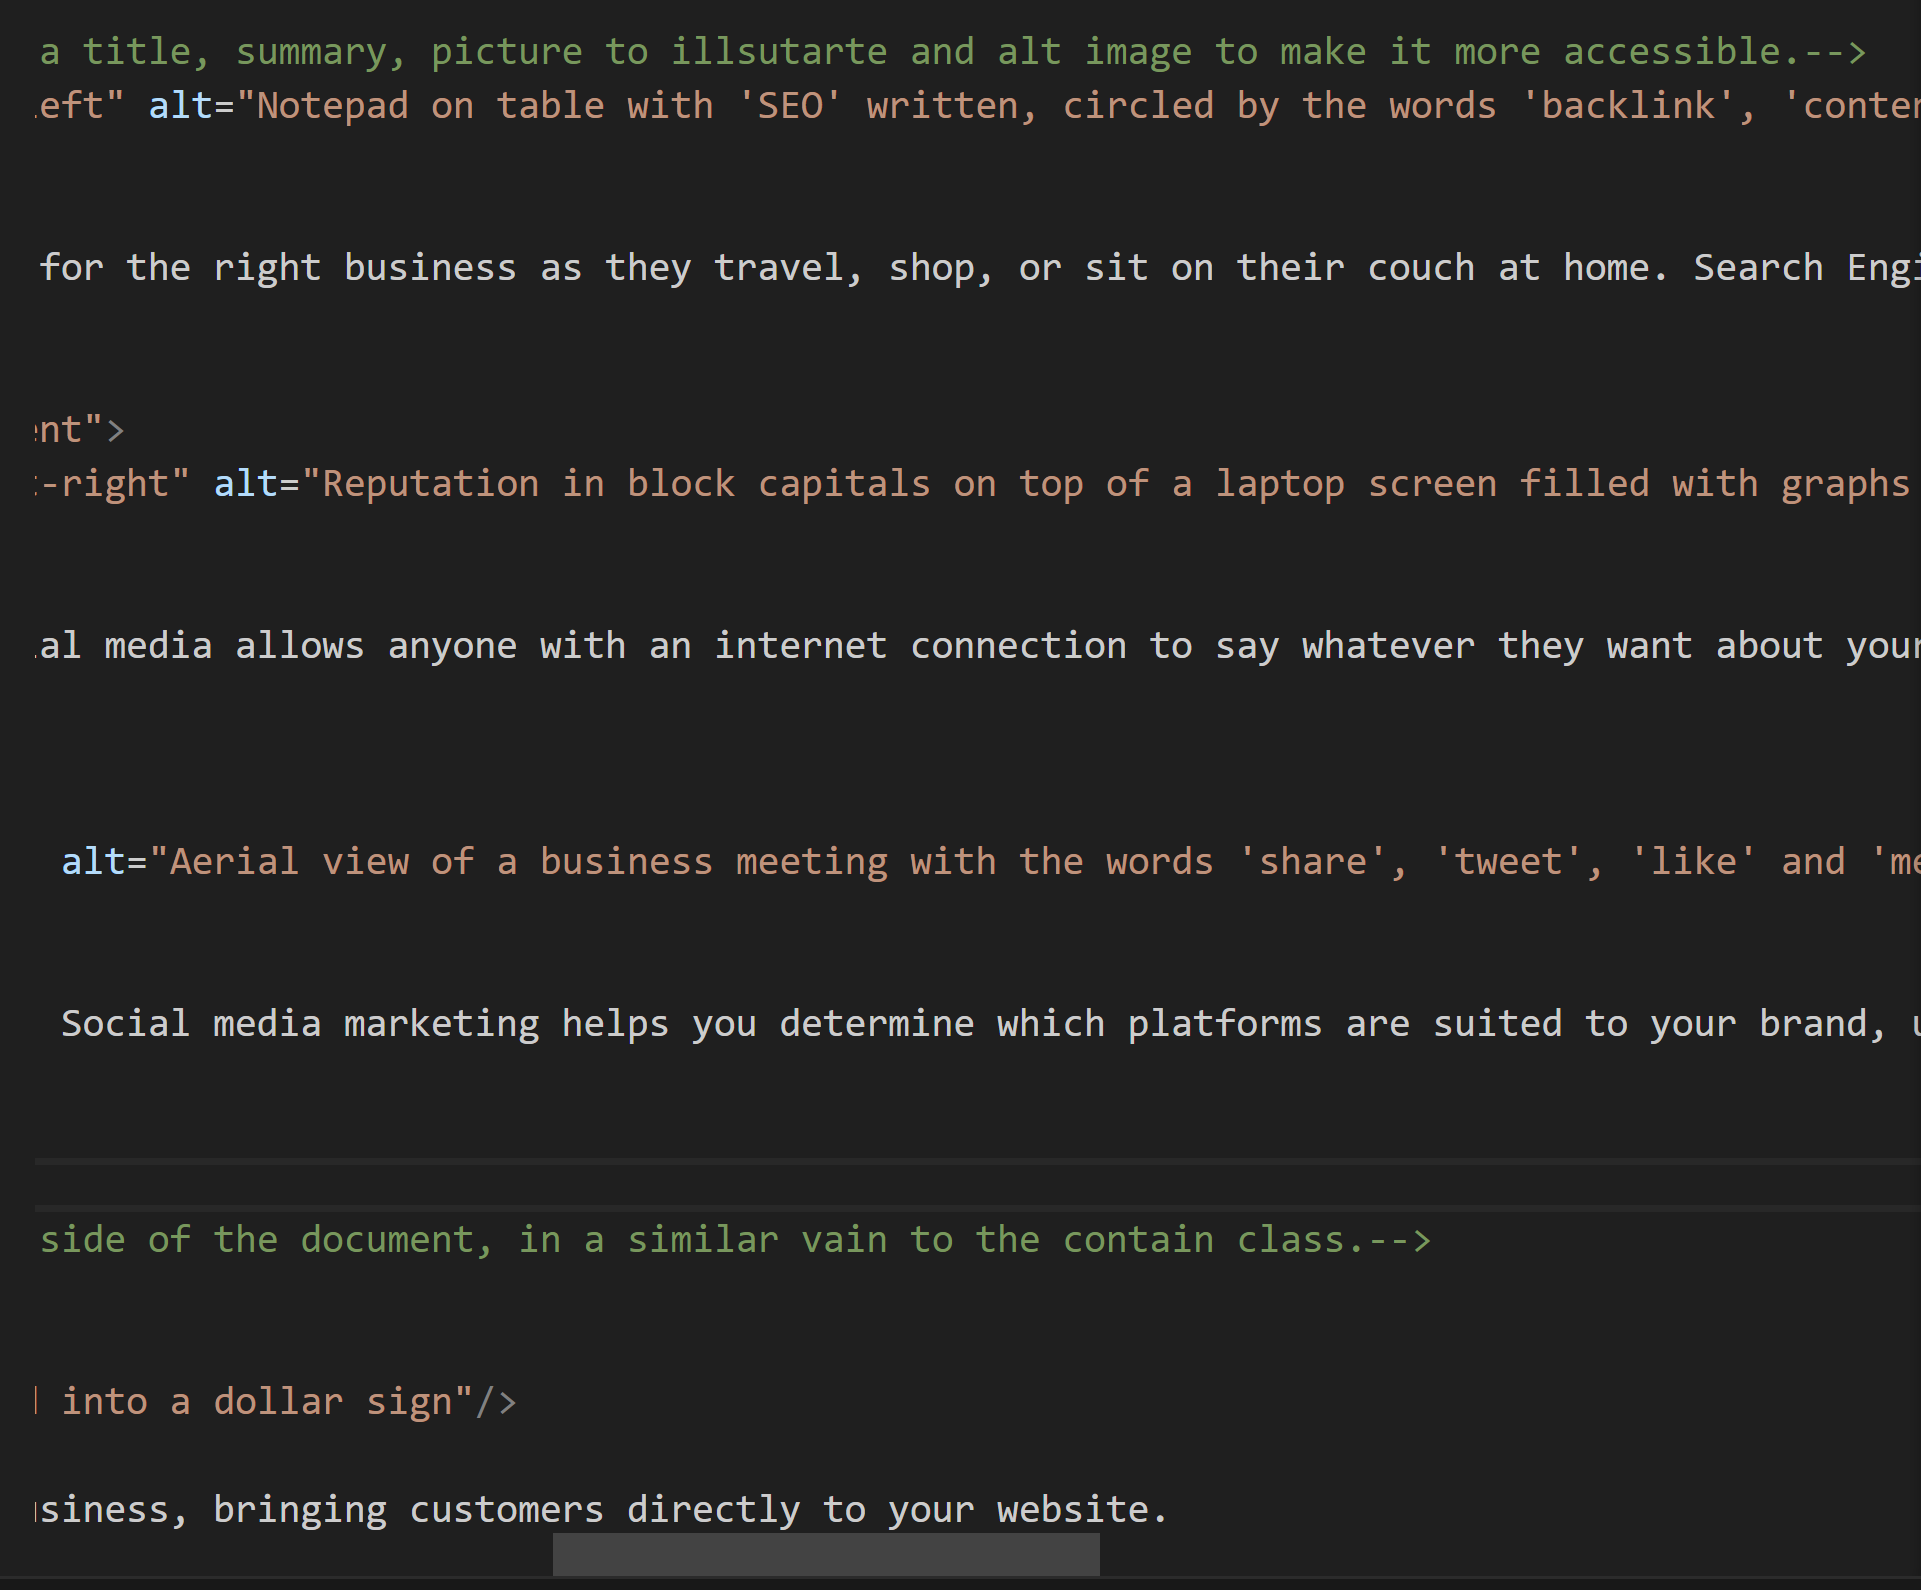 a title, summary, picture to illsutarte and alt image to make it more accessible.-->
left" alt="Notepad on table with 'SEO' written, circled by the words 'backlink',
for the right business as they travel, shop, or sit on their couch at home. Search
ent">
-right" alt="Reputation in block capitals on top of a laptop screen filled with graphs
al media allows anyone with an internet connection to say whatever they want about your
alt="Aerial view of a business meeting with the words 'share', 'tweet', 'like' and
Social media marketing helps you determine which platforms are suited to your brand,
side of the document, in a similar vain to the contain class.-->
into a dollar sign"/>
siness, bringing customers directly to your website.